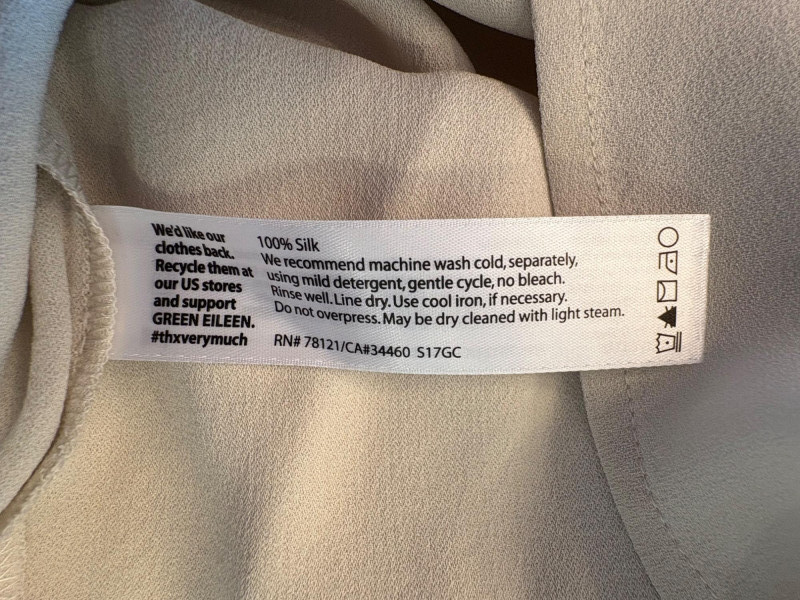 We'd like our
clothes back.
Recycle them at
our US stores
and support
GREEN EILEEN.
#thxverymuch
100% Silk
We recommend machine wash cold, separately,
using mild detergent, gentle cycle, no bleach.
Rinse well. Line dry. Use cool iron, if necessary.
Do not overpress. May be dry cleaned with light steam.
RN# 78121/CA#34460 S17GC